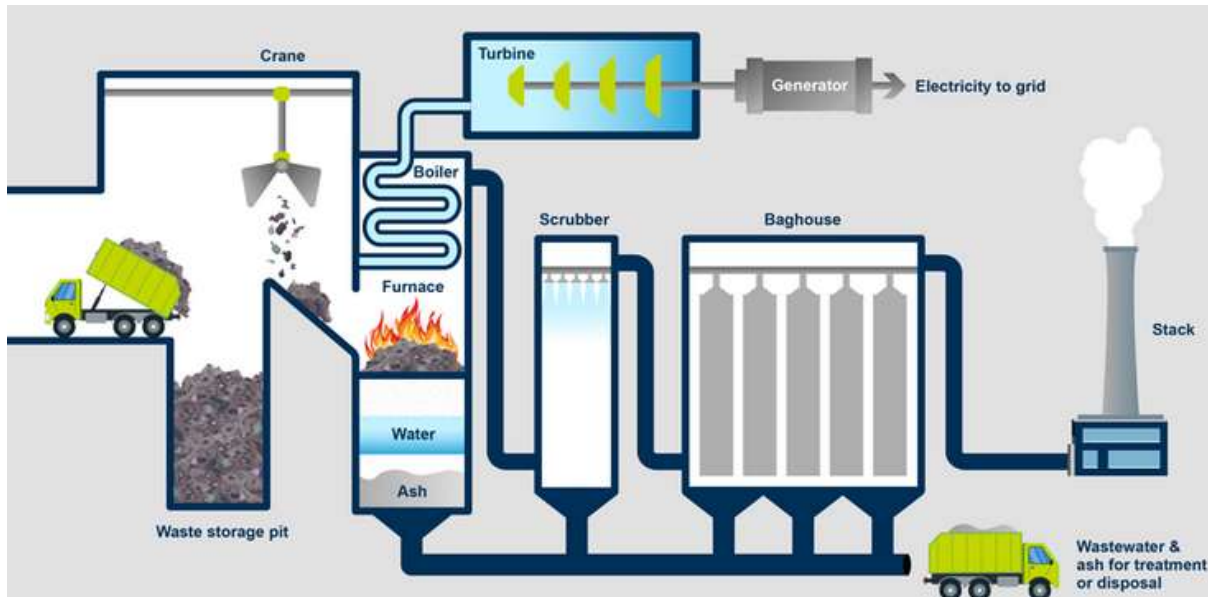 Crane
Turbine
Generator
Electricity to grid
Boiler
Scrubber
Baghouse
Furnace
Stack
Water
Ash
Waste storage pit
Wastewater &
ash for treatment
or disposal